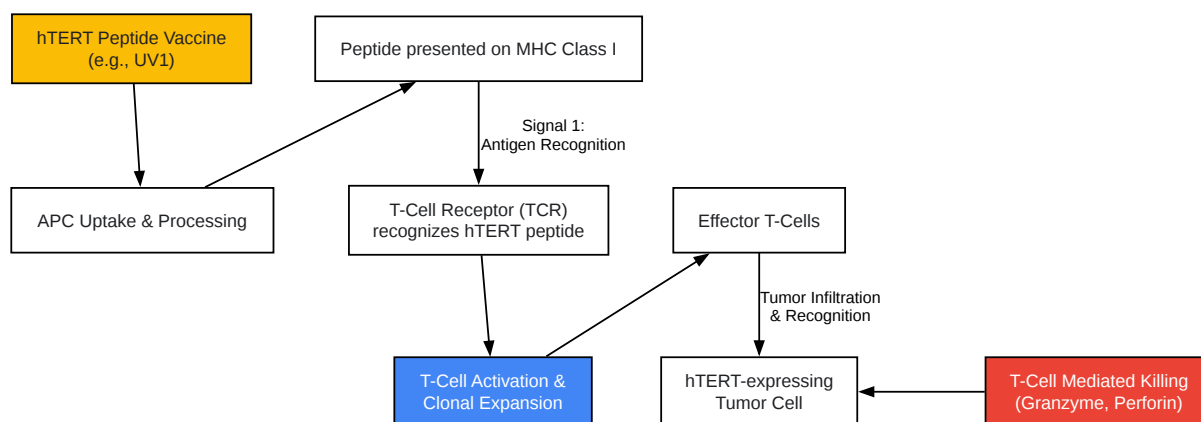 hTERT Peptide Vaccine
(e.g., UV1)
Peptide presented on MHC Class I
Signal 1:
Antigen Recognition
APC Uptake & Processing
T-Cell Receptor (TCR)
recognizes hTERT peptide
Effector T-Cells
Tumor Infiltration
& Recognition
T-Cell Activation &
Clonal Expansion
hTERT-expressing
Tumor Cell
T-Cell Mediated Killing
(Granzyme, Perforin)